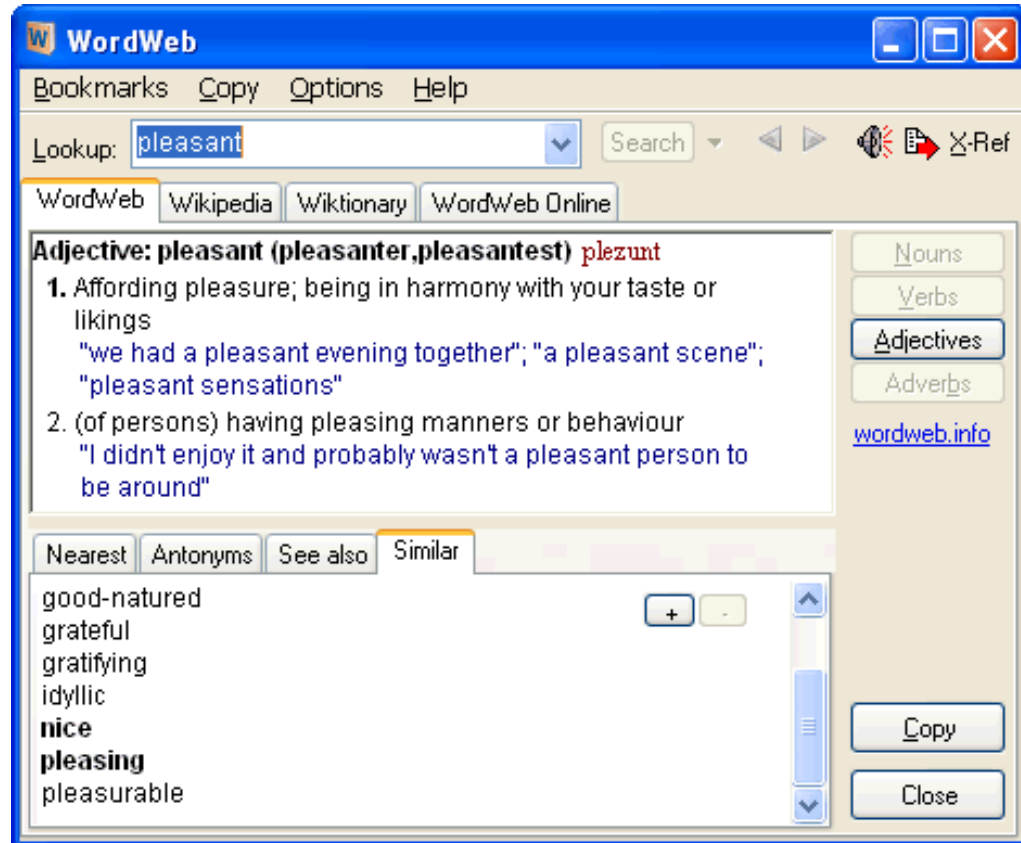 WordWeb
Bookmarks Copy Options Help
Lookup: pleasant Search X-Ref
WordWeb Wikipedia Wiktionary WordWeb Online
Adjective: pleasant (pleasanter,pleasantest) plezunt
1. Affording pleasure; being in harmony with your taste or
likings
"we had a pleasant evening together"; "a pleasant scene";
"pleasant sensations"
2. (of persons) having pleasing manners or behaviour
"I didn't enjoy it and probably wasn't a pleasant person to
be around"
Nouns
Verbs
Adjectives
Adverbs
wordweb.info
Nearest Antonyms See also Similar
good-natured
grateful
gratifying
idyllic
nice
pleasing
pleasurable
+ -
Copy
Close